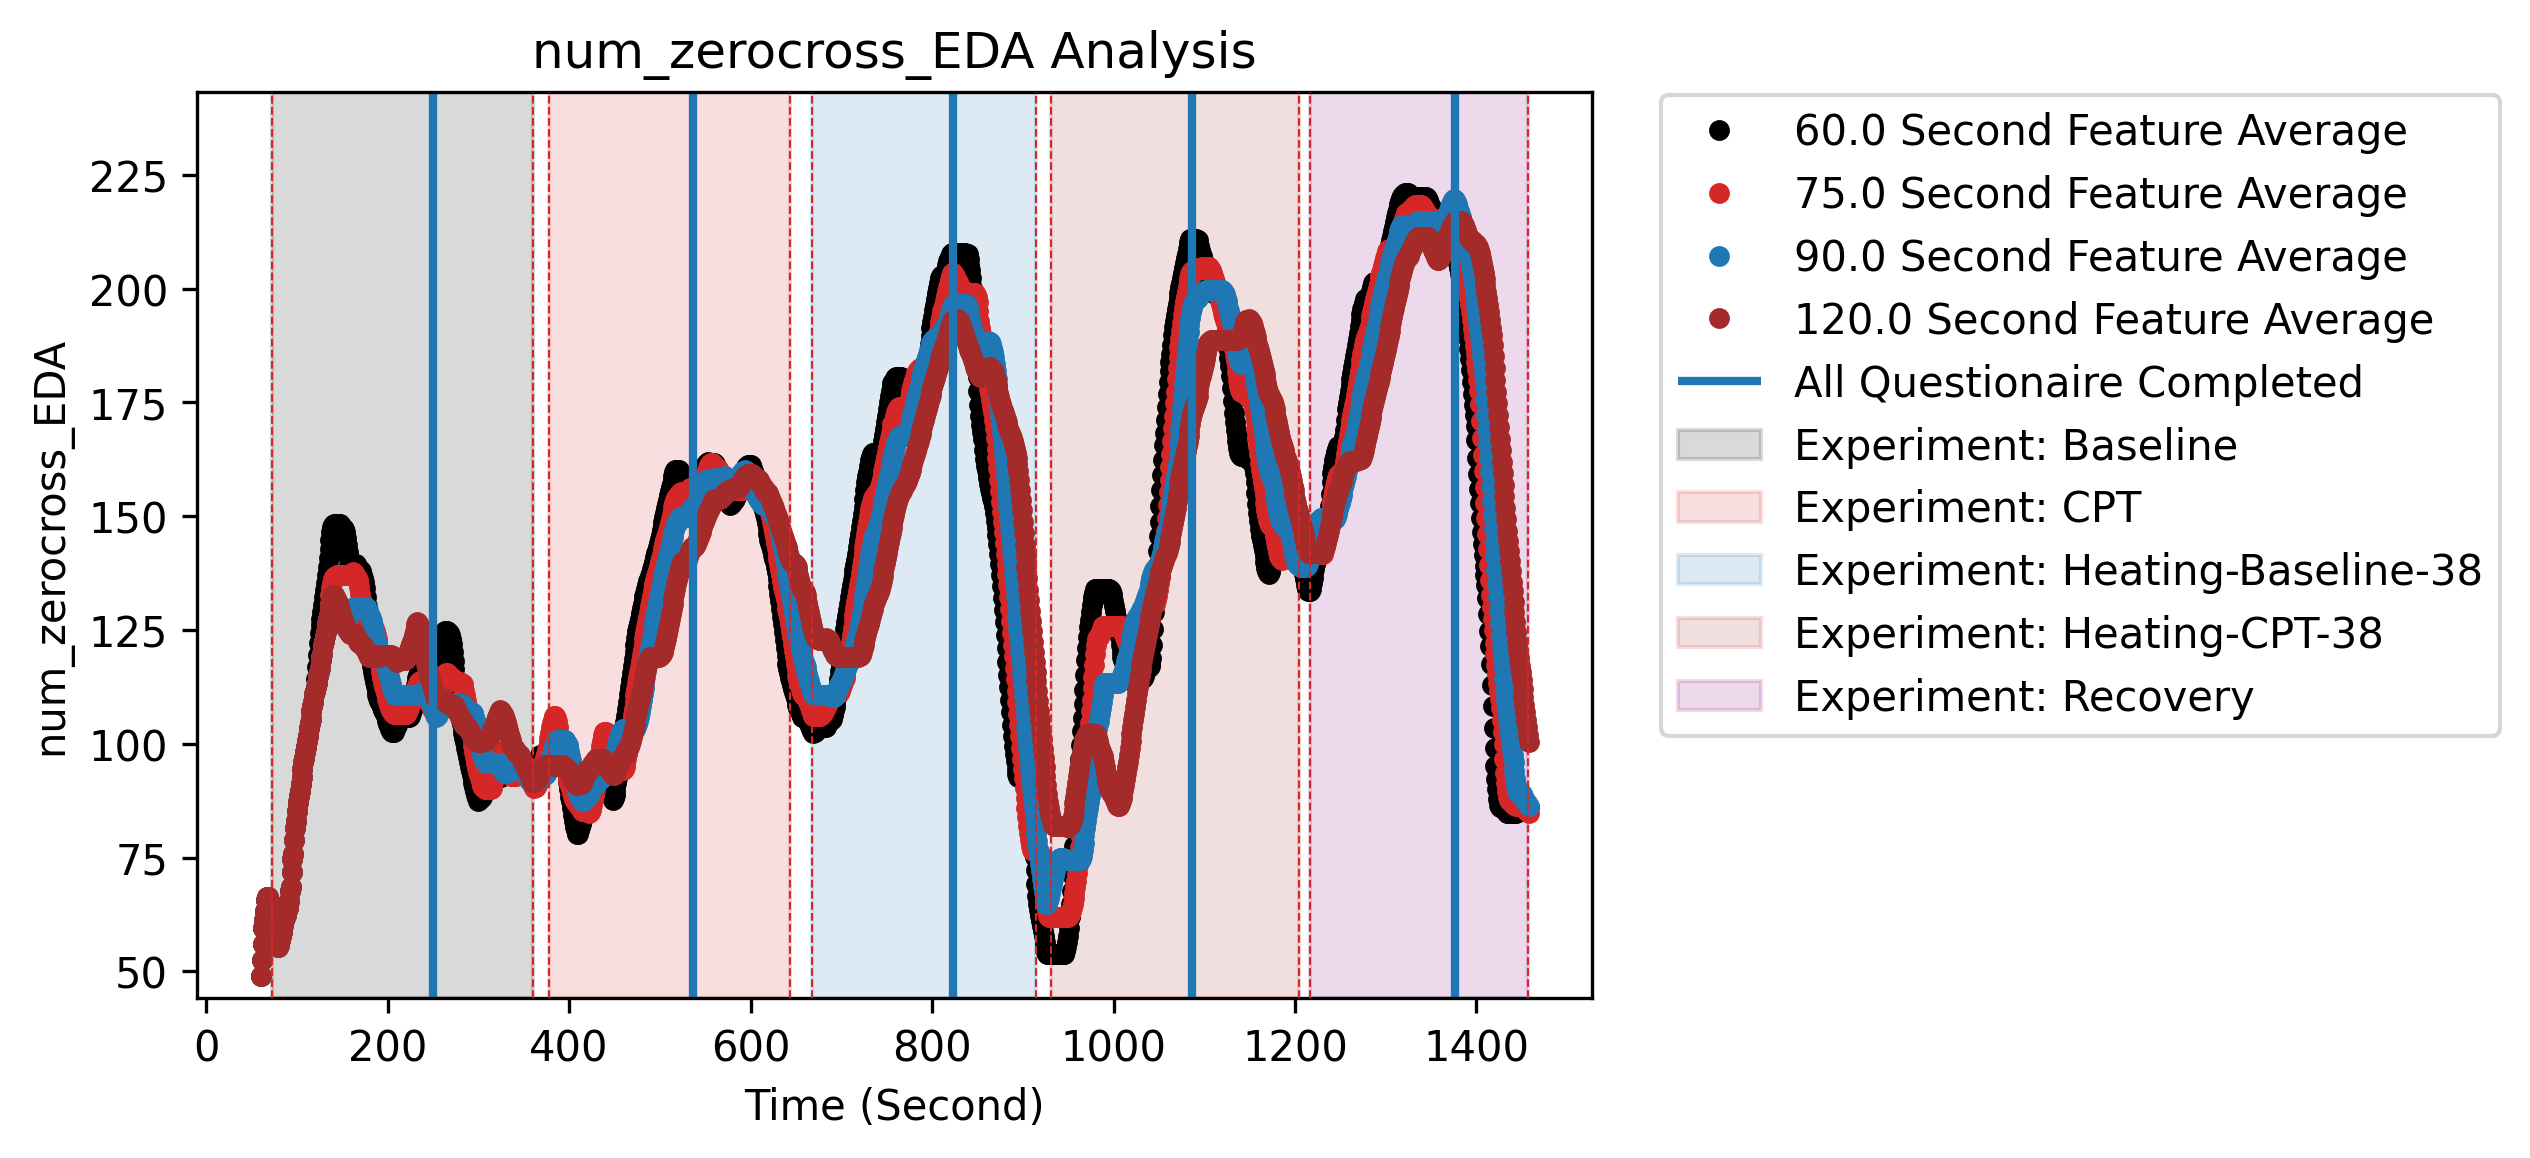 num_zerocross_EDA Analysis
num_zerocross_EDA
225
200
175
150
125
100
75
50
0 200 400 600 800 1000 1200 1400
Time (Second)
60.0 Second Feature Average
75.0 Second Feature Average
90.0 Second Feature Average
120.0 Second Feature Average
All Questionaire Completed
Experiment: Baseline
Experiment: CPT
Experiment: Heating-Baseline-38
Experiment: Heating-CPT-38
Experiment: Recovery